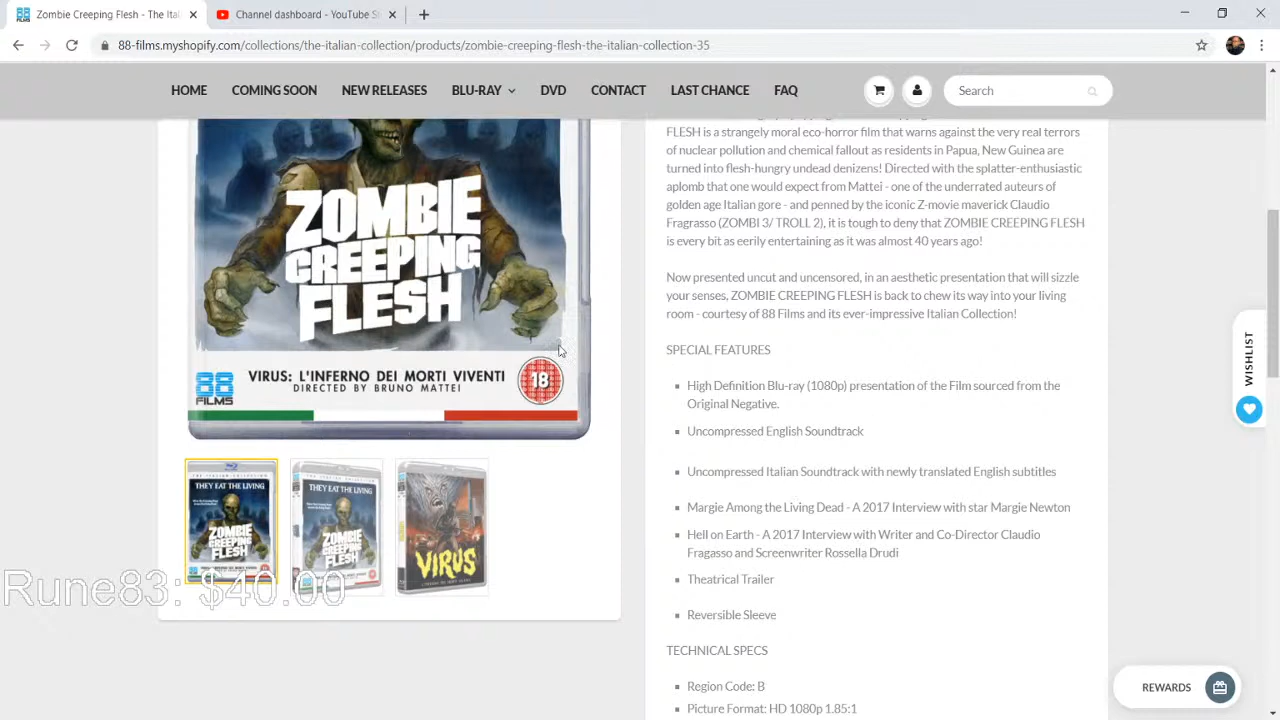 Zombie Creeping Flesh - The Ital
Channel dashboard - YouTube St
88-films.myshopify.com/collections/the-italian-collection/products/zombie-creeping-flesh-the-italian-collection-35
HOME COMING SOON NEW RELEASES BLU-RAY DVD CONTACT LAST CHANCE FAQ
Search
ZOMBIE
CREEPING
FLESH
88
FILMS
VIRUS: L'INFERNO DEI MORTI VIVENTI
DIRECTED BY BRUNO MATTEI
18
THEY EAT THE LIVING
ZOMBIE
CREEPING
FLESH
THEY EAT THE LIVING
ZOMBIE
CREEPING
FLESH
VIRUS
Rune83: $40.00
FLESH is a strangely moral eco-horror film that warns against the very real terrors
of nuclear pollution and chemical fallout as residents in Papua, New Guinea are
turned into flesh-hungry undead denizens! Directed with the splatter-enthusiastic
aplomb that one would expect from Mattei - one of the underrated auteurs of
golden age Italian gore - and penned by the iconic Z-movie maverick Claudio
Fragrasso (ZOMBI 3/ TROLL 2), it is tough to deny that ZOMBIE CREEPING FLESH
is every bit as eerily entertaining as it was almost 40 years ago!
Now presented uncut and uncensored, in an aesthetic presentation that will sizzle
your senses, ZOMBIE CREEPING FLESH is back to chew its way into your living
room - courtesy of 88 Films and its ever-impressive Italian Collection!
SPECIAL FEATURES
High Definition Blu-ray (1080p) presentation of the Film sourced from the
Original Negative.
Uncompressed English Soundtrack
Uncompressed Italian Soundtrack with newly translated English subtitles
Margie Among the Living Dead - A 2017 Interview with star Margie Newton
Hell on Earth - A 2017 Interview with Writer and Co-Director Claudio
Fragasso and Screenwriter Rossella Drudi
Theatrical Trailer
Reversible Sleeve
TECHNICAL SPECS
Region Code: B
Picture Format: HD 1080p 1.85:1
WISHLIST
REWARDS